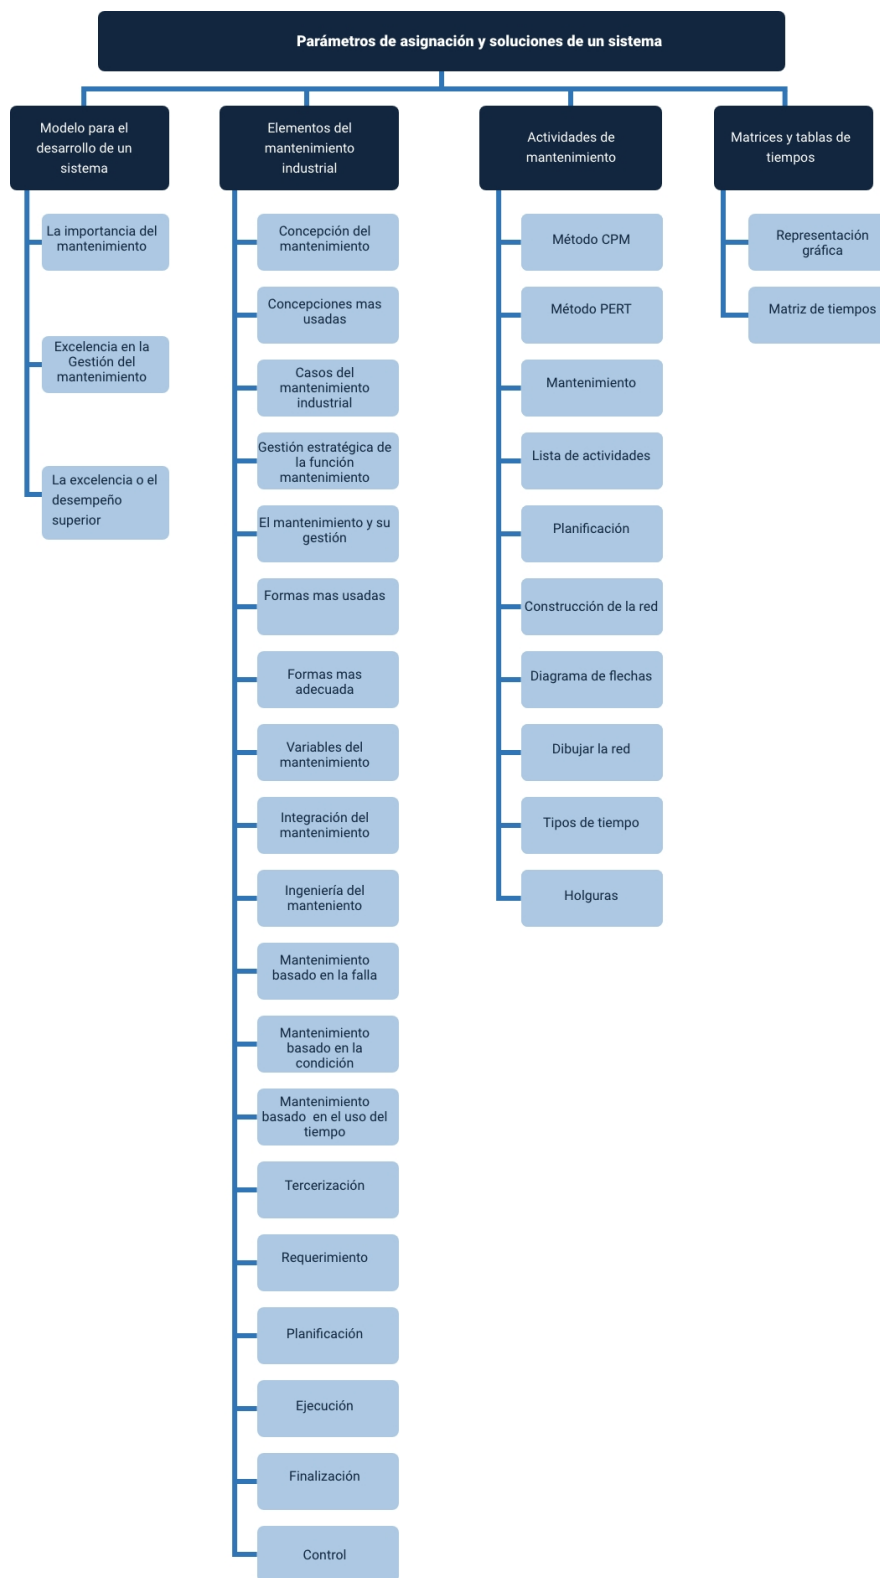 Parámetros de asignación y soluciones de un sistema
Modelo para el
desarrollo de un
sistema
La importancia del
mantenimiento
Excelencia en la
Gestión del
mantenimiento
La excelencia o el
desempeño
superior
Elementos del
mantenimiento
industrial
Concepción del
mantenimiento
Concepciones mas
usadas
Casos del
mantenimiento
industrial
Gestión estratégica de
la función
mantenimiento
El mantenimiento y su
gestión
Formas mas usadas
Formas mas
adecuada
Variables del
mantenimiento
Integración del
mantenimiento
Ingeniería del
manteniento
Mantenimiento
basado en la falla
Mantenimiento
basado en la
condición
Mantenimiento
basado  en el uso del
tiempo
Tercerización
Requerimiento
Planificación
Ejecución
Finalización
Control
Actividades de
mantenimiento
Método CPM
Método PERT
Mantenimiento
Lista de actividades
Planificación
Construcción de la red
Diagrama de flechas
Dibujar la red
Tipos de tiempo
Holguras
Matrices y tablas de
tiempos
Representación
gráfica
Matriz de tiempos